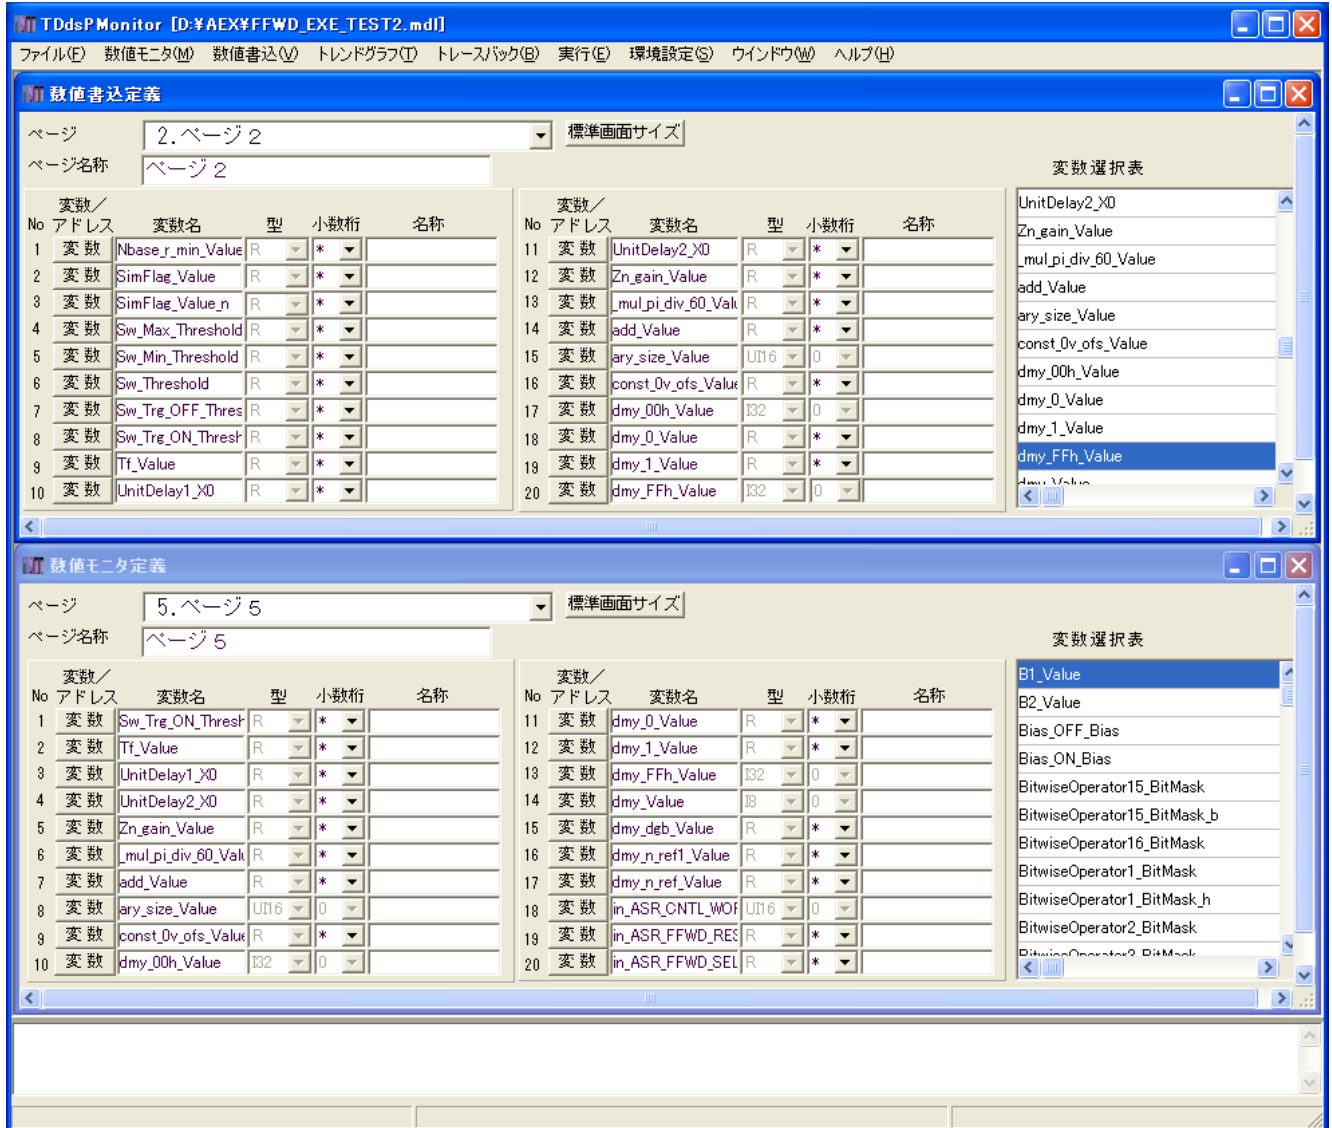 TDdsPMonitor [D:¥AEX¥FFWD_EXE_TEST2.mdl]
ファイル(F) 数値モニタ(M) 数値書込(V) トレンドグラフ(T) トレースバック(B) 実行(E) 環境設定(S) ウインドウ(W) ヘルプ(H)
数値書込定義
ページ 2.ページ２ 標準画面サイズ
ページ名称 ページ２ 変数選択表
変数／ 変数／
No アドレス 変数名 型 小数桁 名称 No アドレス 変数名 型 小数桁 名称
1 変数 Nbase_r_min_Value R * 11 変数 UnitDelay2_X0 R *
2 変数 SimFlag_Value R * 12 変数 Zn_gain_Value R *
3 変数 SimFlag_Value_n R * 13 変数 _mul_pi_div_60_Valu R *
4 変数 Sw_Max_Threshold R * 14 変数 add_Value R *
5 変数 Sw_Min_Threshold R * 15 変数 ary_size_Value UI16 0
6 変数 Sw_Threshold R * 16 変数 const_0v_ofs_Value R *
7 変数 Sw_Trg_OFF_Thres R * 17 変数 dmy_00h_Value I32 0
8 変数 Sw_Trg_ON_Thresh R * 18 変数 dmy_0_Value R *
9 変数 Tf_Value R * 19 変数 dmy_1_Value R *
10 変数 UnitDelay1_X0 R * 20 変数 dmy_FFh_Value I32 0
UnitDelay2_X0
Zn_gain_Value
_mul_pi_div_60_Value
add_Value
ary_size_Value
const_0v_ofs_Value
dmy_00h_Value
dmy_0_Value
dmy_1_Value
dmy_FFh_Value
dmy_Value
数値モニタ定義
ページ 5.ページ５ 標準画面サイズ
ページ名称 ページ５ 変数選択表
変数／ 変数／
No アドレス 変数名 型 小数桁 名称 No アドレス 変数名 型 小数桁 名称
1 変数 Sw_Trg_ON_Thresh R * 11 変数 dmy_0_Value R *
2 変数 Tf_Value R * 12 変数 dmy_1_Value R *
3 変数 UnitDelay1_X0 R * 13 変数 dmy_FFh_Value I32 0
4 変数 UnitDelay2_X0 R * 14 変数 dmy_Value I8 0
5 変数 Zn_gain_Value R * 15 変数 dmy_dgb_Value R *
6 変数 _mul_pi_div_60_Valu R * 16 変数 dmy_n_ref1_Value R *
7 変数 add_Value R * 17 変数 dmy_n_ref_Value R *
8 変数 ary_size_Value UI16 0 18 変数 in_ASR_CNTL_WOR UI16 0
9 変数 const_0v_ofs_Value R * 19 変数 in_ASR_FFWD_RES R *
10 変数 dmy_00h_Value I32 0 20 変数 in_ASR_FFWD_SEL R *
B1_Value
B2_Value
Bias_OFF_Bias
Bias_ON_Bias
BitwiseOperator15_BitMask
BitwiseOperator15_BitMask_b
BitwiseOperator16_BitMask
BitwiseOperator1_BitMask
BitwiseOperator1_BitMask_h
BitwiseOperator2_BitMask
BitwiseOperator3_BitMask